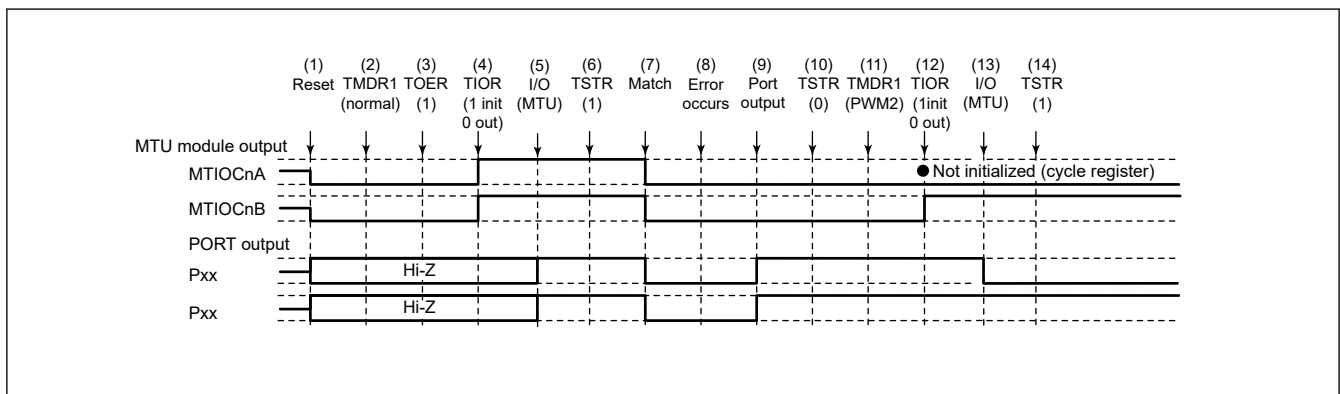 (1) (2) (3) (4) (5) (6) (7) (8) (9) (10) (11) (12) (13) (14)
Reset TMDR1 TOER TIOR I/O TSTR Match Error Port TSTR TMDR1 TIOR I/O TSTR
(normal) (1) (1 init (MTU) (1) occurs output (0) (PWM2) (1init (MTU) (1)
0 out) 0 out)
MTU module output
MTIOCnA ● Not initialized (cycle register)
MTIOCnB
PORT output
Pxx Hi-Z
Pxx Hi-Z